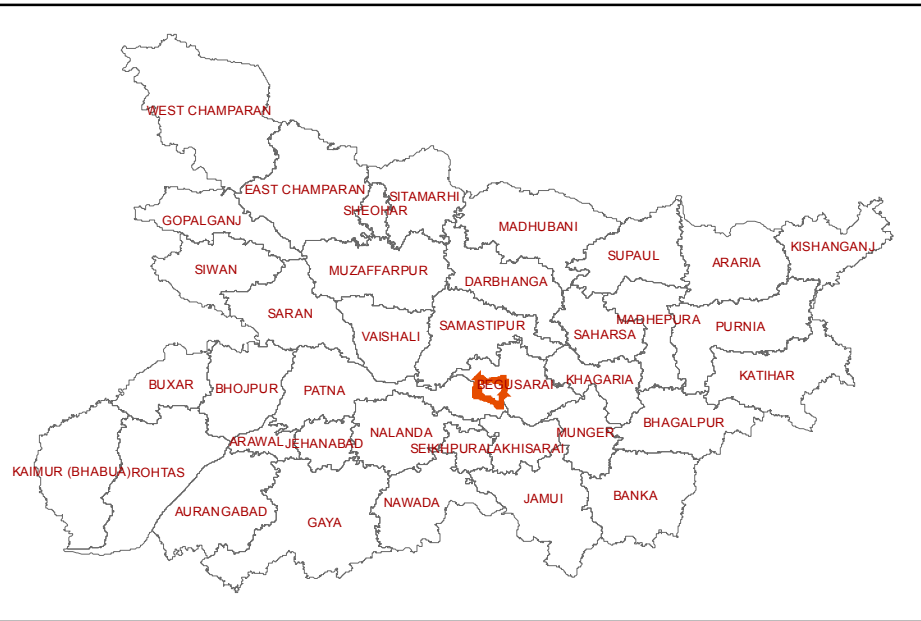 WEST CHAMPARAN
EAST CHAMPARAN
SITAMARHI
SHEOHAR
GOPALGANJ
MADHUBANI
KISHANGANJ
SUPAUL
ARARIA
SIWAN
MUZAFFARPUR
DARBHANGA
SARAN
SAMASTIPUR
MADHEPURA
PURNIA
VAISHALI
SAHARSA
BUXAR
BHOJPUR
PATNA
BEGUSARAI
KHAGARIA
KATIHAR
BHAGALPUR
ARAWAL
JEHANABAD
NALANDA
SEIKHPURA
LAKHISARAT
MUNGER
KAIMUR (BHABUA)
ROHTAS
AURANGABAD
GAYA
NAWADA
JAMUI
BANKA